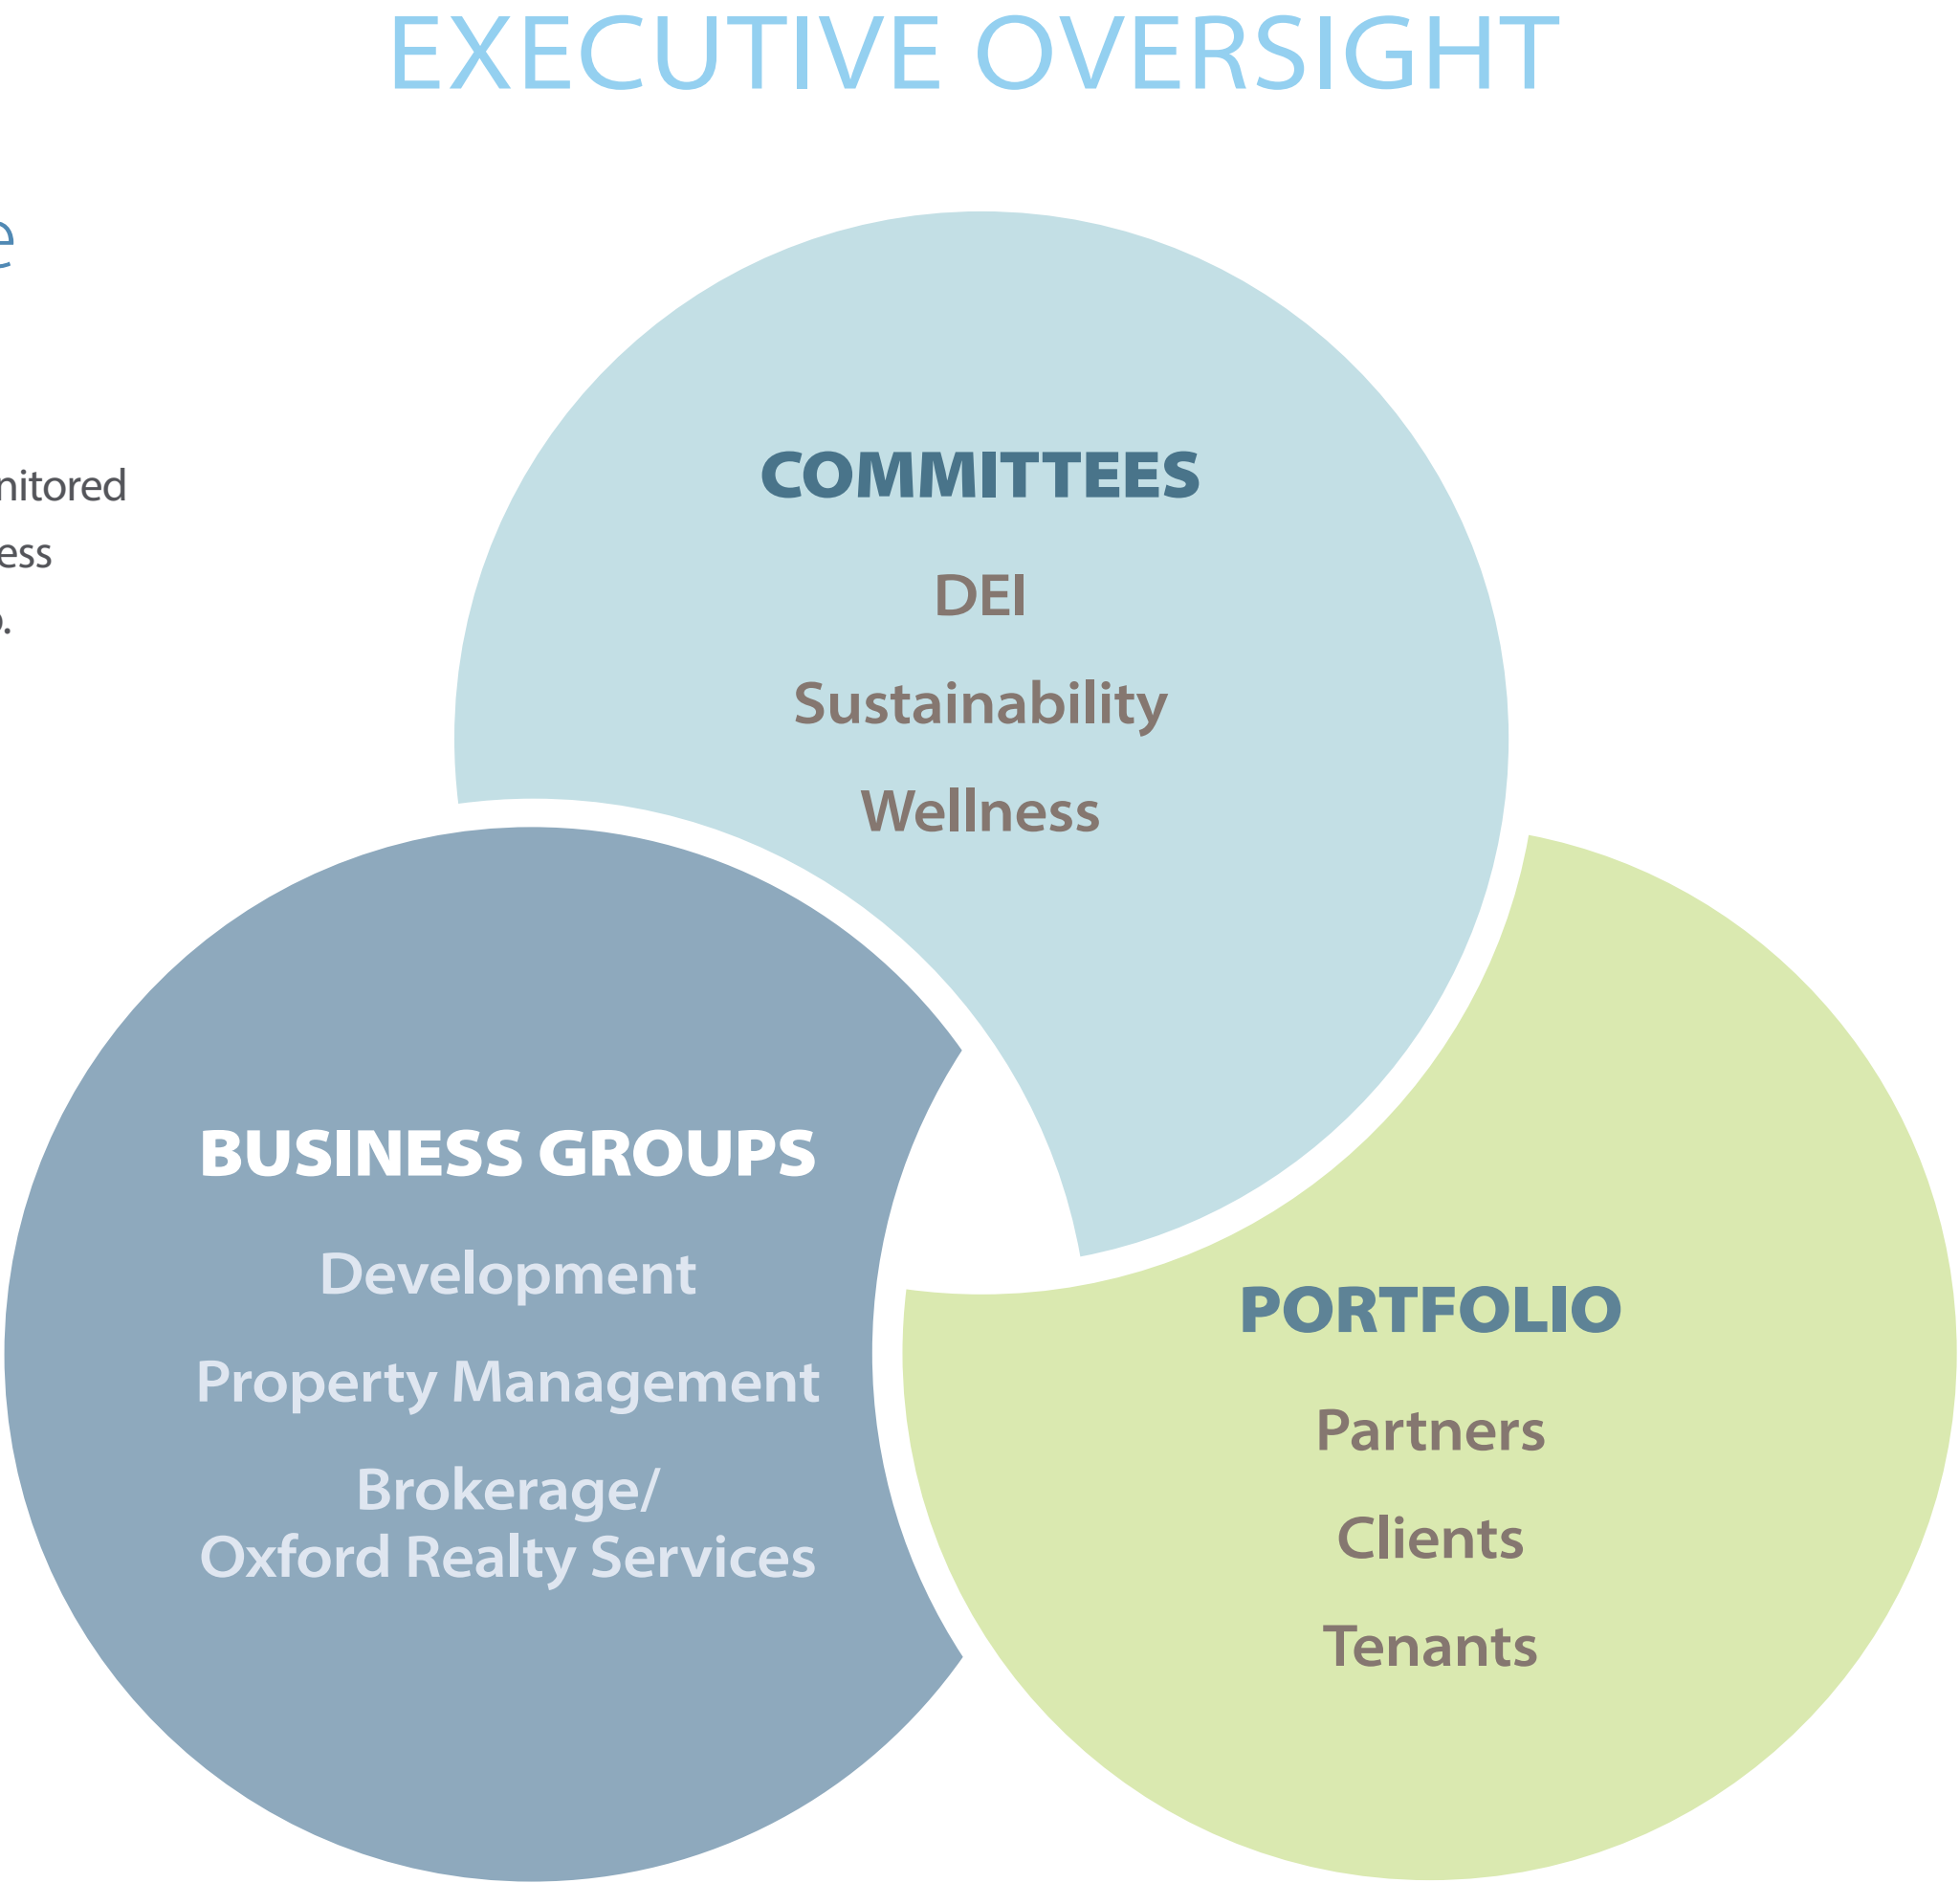 EXECUTIVE OVERSIGHT
COMMITTEES
DEI
Sustainability
Wellness
BUSINESS GROUPS
Development
Property Management
Brokerage/
Oxford Realty Services
PORTFOLIO
Partners
Clients
Tenants